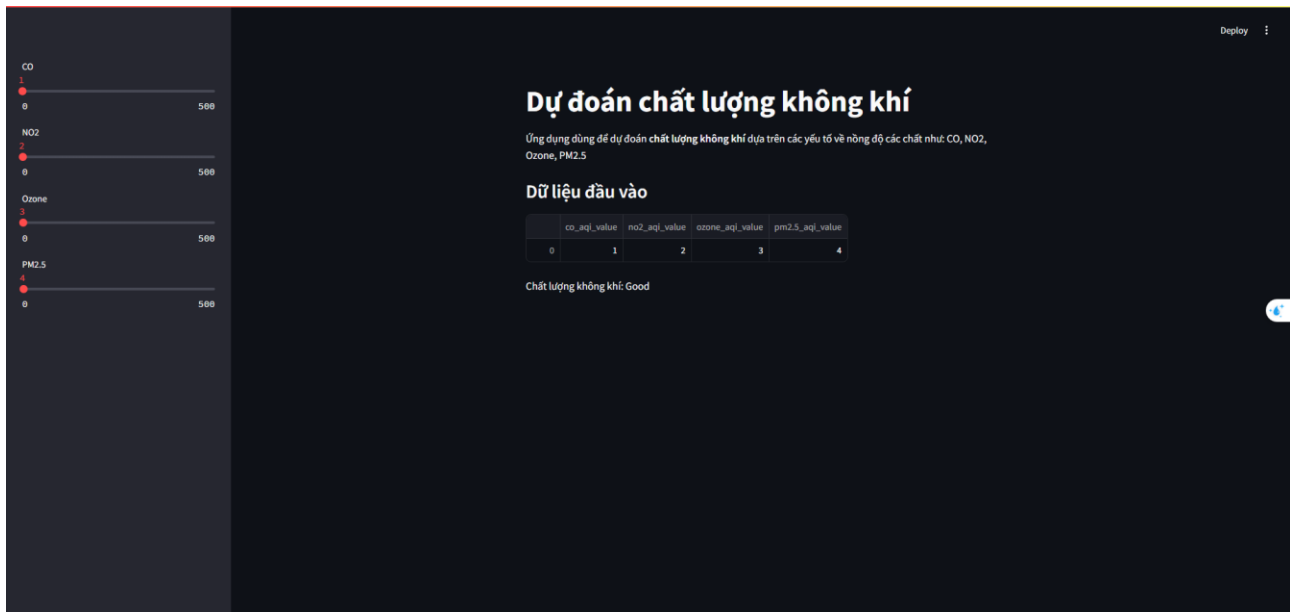 Deploy
CO
1
0 500
NO2
2
0 500
Ozone
3
0 500
PM2.5
4
0 500
Dự đoán chất lượng không khí
Ứng dụng dùng để dự đoán chất lượng không khí dựa trên các yếu tố về nồng độ các chất như: CO, NO2,
Ozone, PM2.5
Dữ liệu đầu vào
co_aqi_value no2_aqi_value ozone_aqi_value pm2.5_aqi_value
0 1 2 3 4
Chất lượng không khí: Good